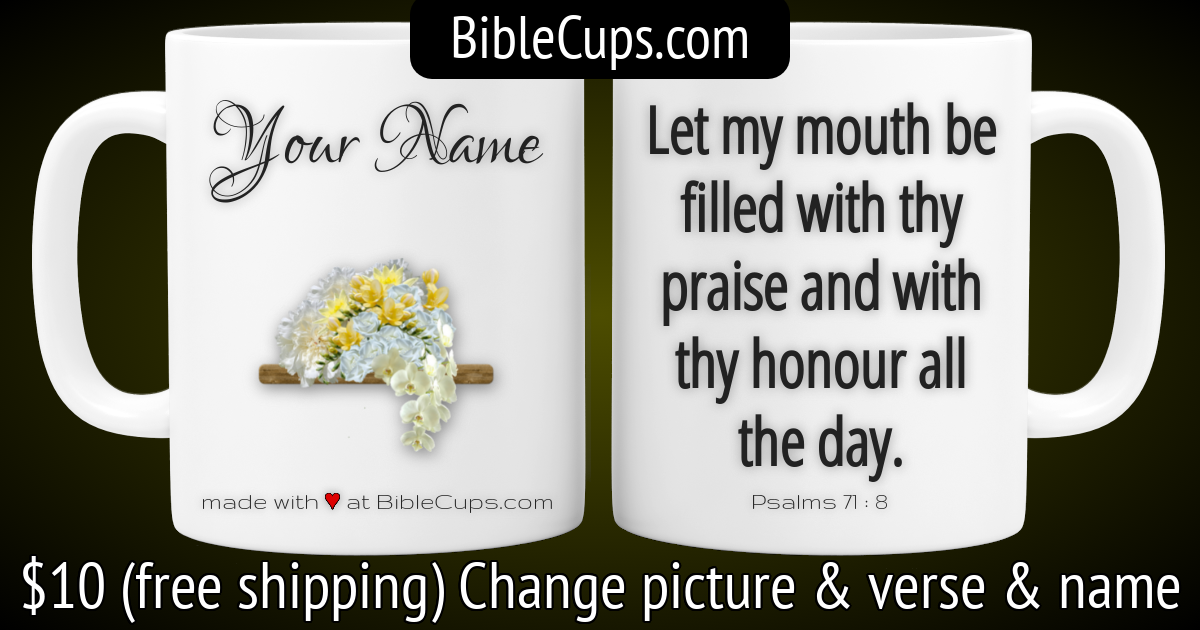 BibleCups.com
Your Name
made with ♥ at BibleCups.com
Let my mouth be
filled with thy
praise and with
thy honour all
the day.
Psalms 71 : 8
$10 (free shipping) Change picture & verse & name